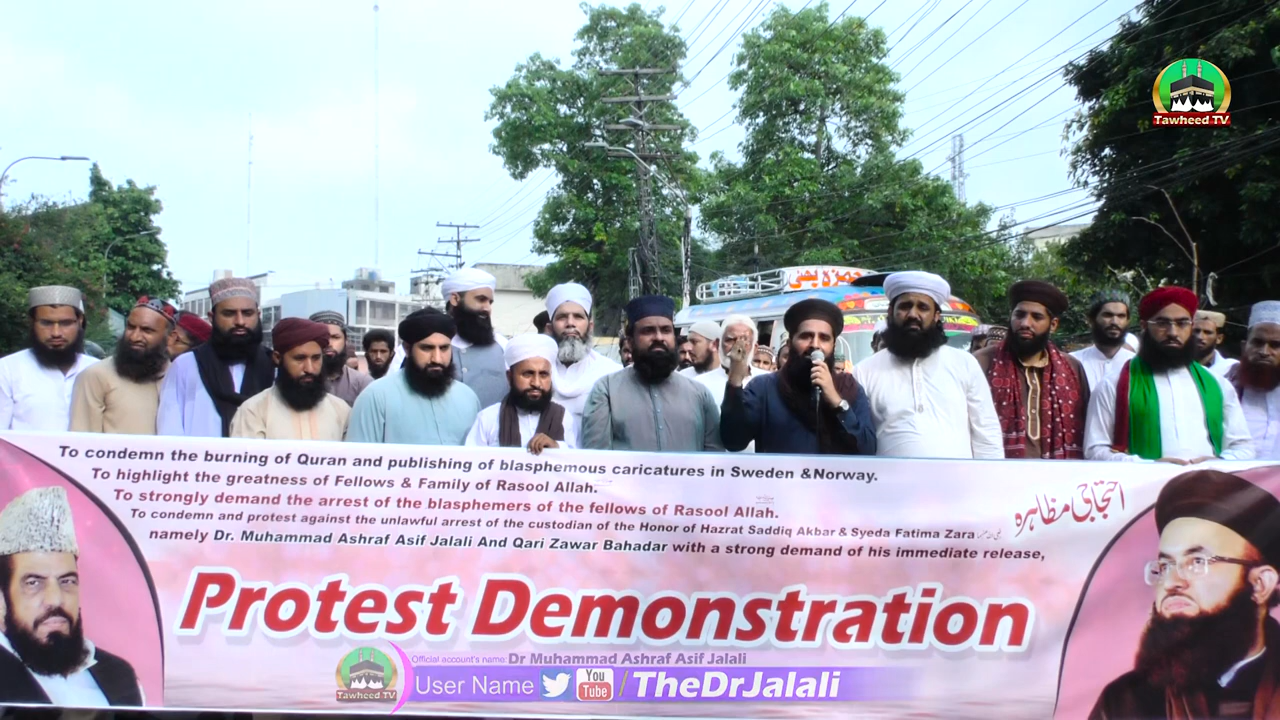 Tawheed TV
حمزہ
To condemn the burning of Quran and publishing of blasphemous caricatures in Sweden &Norway.
To highlight the greatness of Fellows & Family of Rasool Allah.
To strongly demand the arrest of the blasphemers of the fellows of Rasool Allah.
To condemn and protest against the unlawful arrest of the custodian of the Honor of Hazrat Saddiq Akbar & Syeda Fatima Zara
namely Dr. Muhammad Ashraf Asif Jalali And Qari Zawar Bahadar with a strong demand of his immediate release,
احتجاجی مظاہرہ
Protest Demonstration
Official account's name: Dr Muhammad Ashraf Asif Jalali
Tawheed TV
User Name You Tube / TheDrJalali